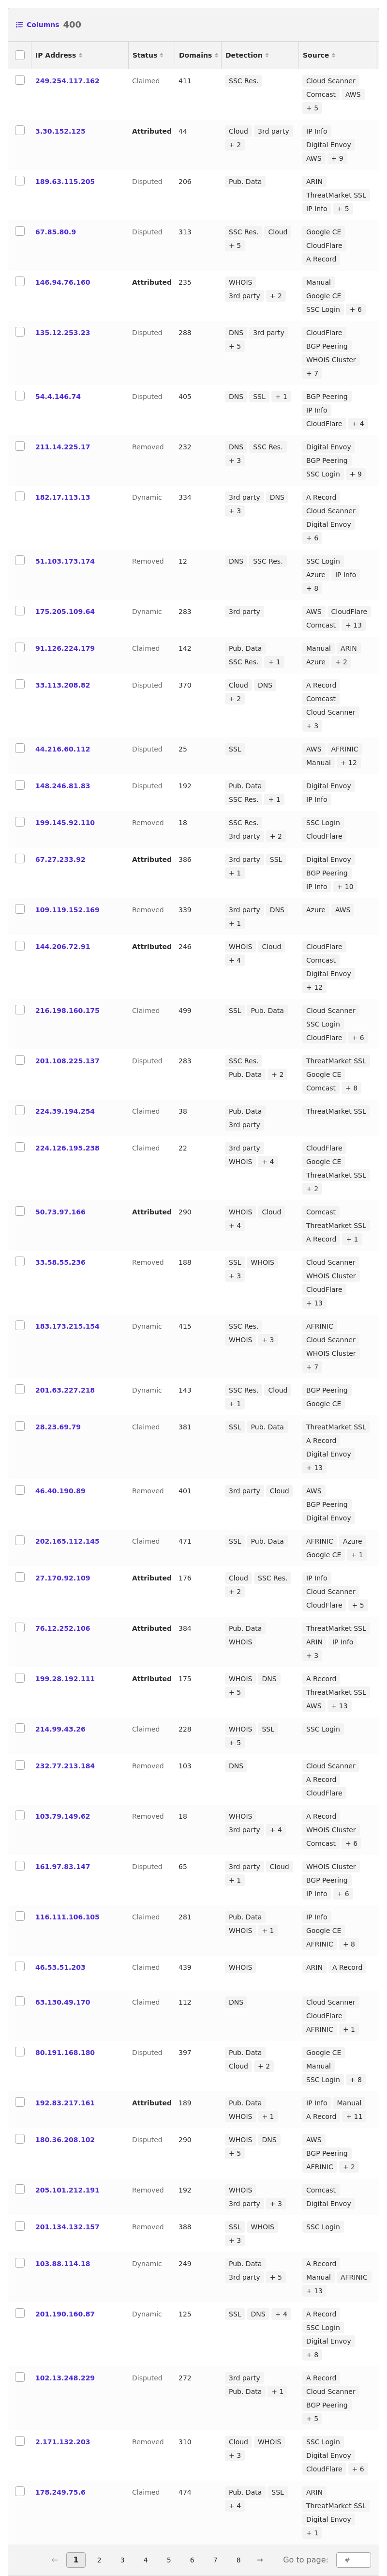 Columns 400
IP Address Status Domains Detection Source
249.254.117.162 Claimed 411 SSC Res. Cloud Scanner
Comcast AWS
+ 5
3.30.152.125 Attributed 44 Cloud 3rd party IP Info
+ 2 Digital Envoy
AWS + 9
189.63.115.205 Disputed 206 Pub. Data ARIN
ThreatMarket SSL
IP Info + 5
67.85.80.9 Disputed 313 SSC Res. Cloud Google CE
+ 5 CloudFlare
A Record
146.94.76.160 Attributed 235 WHOIS Manual
3rd party + 2 Google CE
SSC Login + 6
135.12.253.23 Disputed 288 DNS 3rd party CloudFlare
+ 5 BGP Peering
WHOIS Cluster
+ 7
54.4.146.74 Disputed 405 DNS SSL + 1 BGP Peering
IP Info
CloudFlare + 4
211.14.225.17 Removed 232 DNS SSC Res. Digital Envoy
+ 3 BGP Peering
SSC Login + 9
182.17.113.13 Dynamic 334 3rd party DNS A Record
+ 3 Cloud Scanner
Digital Envoy
+ 6
51.103.173.174 Removed 12 DNS SSC Res. SSC Login
Azure IP Info
+ 8
175.205.109.64 Dynamic 283 3rd party AWS CloudFlare
Comcast + 13
91.126.224.179 Claimed 142 Pub. Data Manual ARIN
SSC Res. + 1 Azure + 2
33.113.208.82 Disputed 370 Cloud DNS A Record
+ 2 Comcast
Cloud Scanner
+ 3
44.216.60.112 Disputed 25 SSL AWS AFRINIC
Manual + 12
148.246.81.83 Disputed 192 Pub. Data Digital Envoy
SSC Res. + 1 IP Info
199.145.92.110 Removed 18 SSC Res. SSC Login
3rd party + 2 CloudFlare
67.27.233.92 Attributed 386 3rd party SSL Digital Envoy
+ 1 BGP Peering
IP Info + 10
109.119.152.169 Removed 339 3rd party DNS Azure AWS
+ 1
144.206.72.91 Attributed 246 WHOIS Cloud CloudFlare
+ 4 Comcast
Digital Envoy
+ 12
216.198.160.175 Claimed 499 SSL Pub. Data Cloud Scanner
SSC Login
CloudFlare + 6
201.108.225.137 Disputed 283 SSC Res. ThreatMarket SSL
Pub. Data + 2 Google CE
Comcast + 8
224.39.194.254 Claimed 38 Pub. Data ThreatMarket SSL
3rd party
224.126.195.238 Claimed 22 3rd party CloudFlare
WHOIS + 4 Google CE
ThreatMarket SSL
+ 2
50.73.97.166 Attributed 290 WHOIS Cloud Comcast
+ 4 ThreatMarket SSL
A Record + 1
33.58.55.236 Removed 188 SSL WHOIS Cloud Scanner
+ 3 WHOIS Cluster
CloudFlare
+ 13
183.173.215.154 Dynamic 415 SSC Res. AFRINIC
WHOIS + 3 Cloud Scanner
WHOIS Cluster
+ 7
201.63.227.218 Dynamic 143 SSC Res. Cloud BGP Peering
+ 1 Google CE
28.23.69.79 Claimed 381 SSL Pub. Data ThreatMarket SSL
A Record
Digital Envoy
+ 13
46.40.190.89 Removed 401 3rd party Cloud AWS
BGP Peering
Digital Envoy
202.165.112.145 Claimed 471 SSL Pub. Data AFRINIC Azure
Google CE + 1
27.170.92.109 Attributed 176 Cloud SSC Res. IP Info
+ 2 Cloud Scanner
CloudFlare + 5
76.12.252.106 Attributed 384 Pub. Data ThreatMarket SSL
WHOIS ARIN IP Info
+ 3
199.28.192.111 Attributed 175 WHOIS DNS A Record
+ 5 ThreatMarket SSL
AWS + 13
214.99.43.26 Claimed 228 WHOIS SSL SSC Login
+ 5
232.77.213.184 Removed 103 DNS Cloud Scanner
A Record
CloudFlare
103.79.149.62 Removed 18 WHOIS A Record
3rd party + 4 WHOIS Cluster
Comcast + 6
161.97.83.147 Disputed 65 3rd party Cloud WHOIS Cluster
+ 1 BGP Peering
IP Info + 6
116.111.106.105 Claimed 281 Pub. Data IP Info
WHOIS + 1 Google CE
AFRINIC + 8
46.53.51.203 Claimed 439 WHOIS ARIN A Record
63.130.49.170 Claimed 112 DNS Cloud Scanner
CloudFlare
AFRINIC + 1
80.191.168.180 Disputed 397 Pub. Data Google CE
Cloud + 2 Manual
SSC Login + 8
192.83.217.161 Attributed 189 Pub. Data IP Info Manual
WHOIS + 1 A Record + 11
180.36.208.102 Disputed 290 WHOIS DNS AWS
+ 5 BGP Peering
AFRINIC + 2
205.101.212.191 Removed 192 WHOIS Comcast
3rd party + 3 Digital Envoy
201.134.132.157 Removed 388 SSL WHOIS SSC Login
+ 3
103.88.114.18 Dynamic 249 Pub. Data A Record
3rd party + 5 Manual AFRINIC
+ 13
201.190.160.87 Dynamic 125 SSL DNS + 4 A Record
SSC Login
Digital Envoy
+ 8
102.13.248.229 Disputed 272 3rd party A Record
Pub. Data + 1 Cloud Scanner
BGP Peering
+ 5
2.171.132.203 Removed 310 Cloud WHOIS SSC Login
+ 3 Digital Envoy
CloudFlare + 6
178.249.75.6 Claimed 474 Pub. Data SSL ARIN
+ 4 ThreatMarket SSL
Digital Envoy
+ 1
← 1 2 3 4 5 6 7 8 → Go to page: #